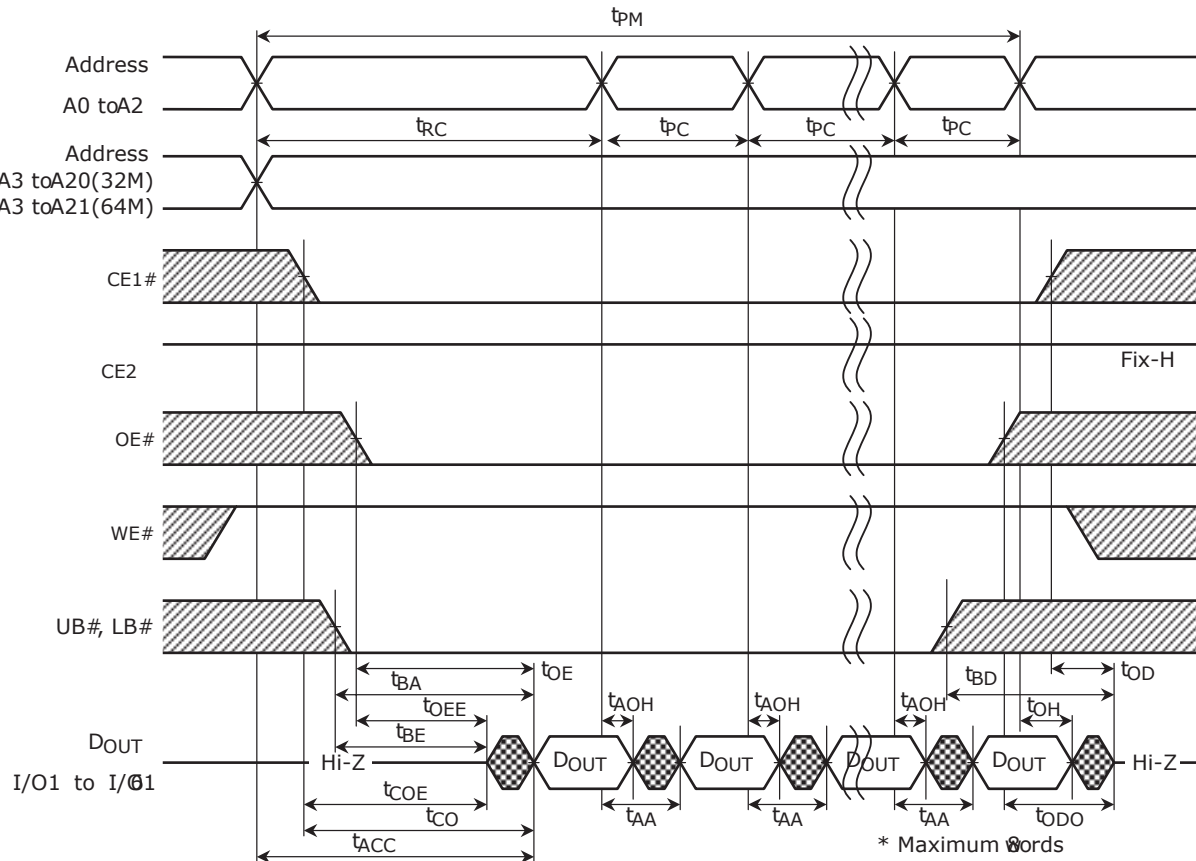 tPM
Address
A0 toA2
tRC tPC tPC tPC
Address
A3 toA20(32M)
A3 toA21(64M)
CE1#
CE2
Fix-H
OE#
WE#
UB#, LB#
tOE tOD
tBA tBD
tOEE tAOH tAOH tAOH tOH
tBE
DOUT
I/O1 to
Hi-Z DOUT DOUT DOUT DOUT Hi-Z
tCOE
tAA tAA tAA tODO
tCO
tACC
* Maximum